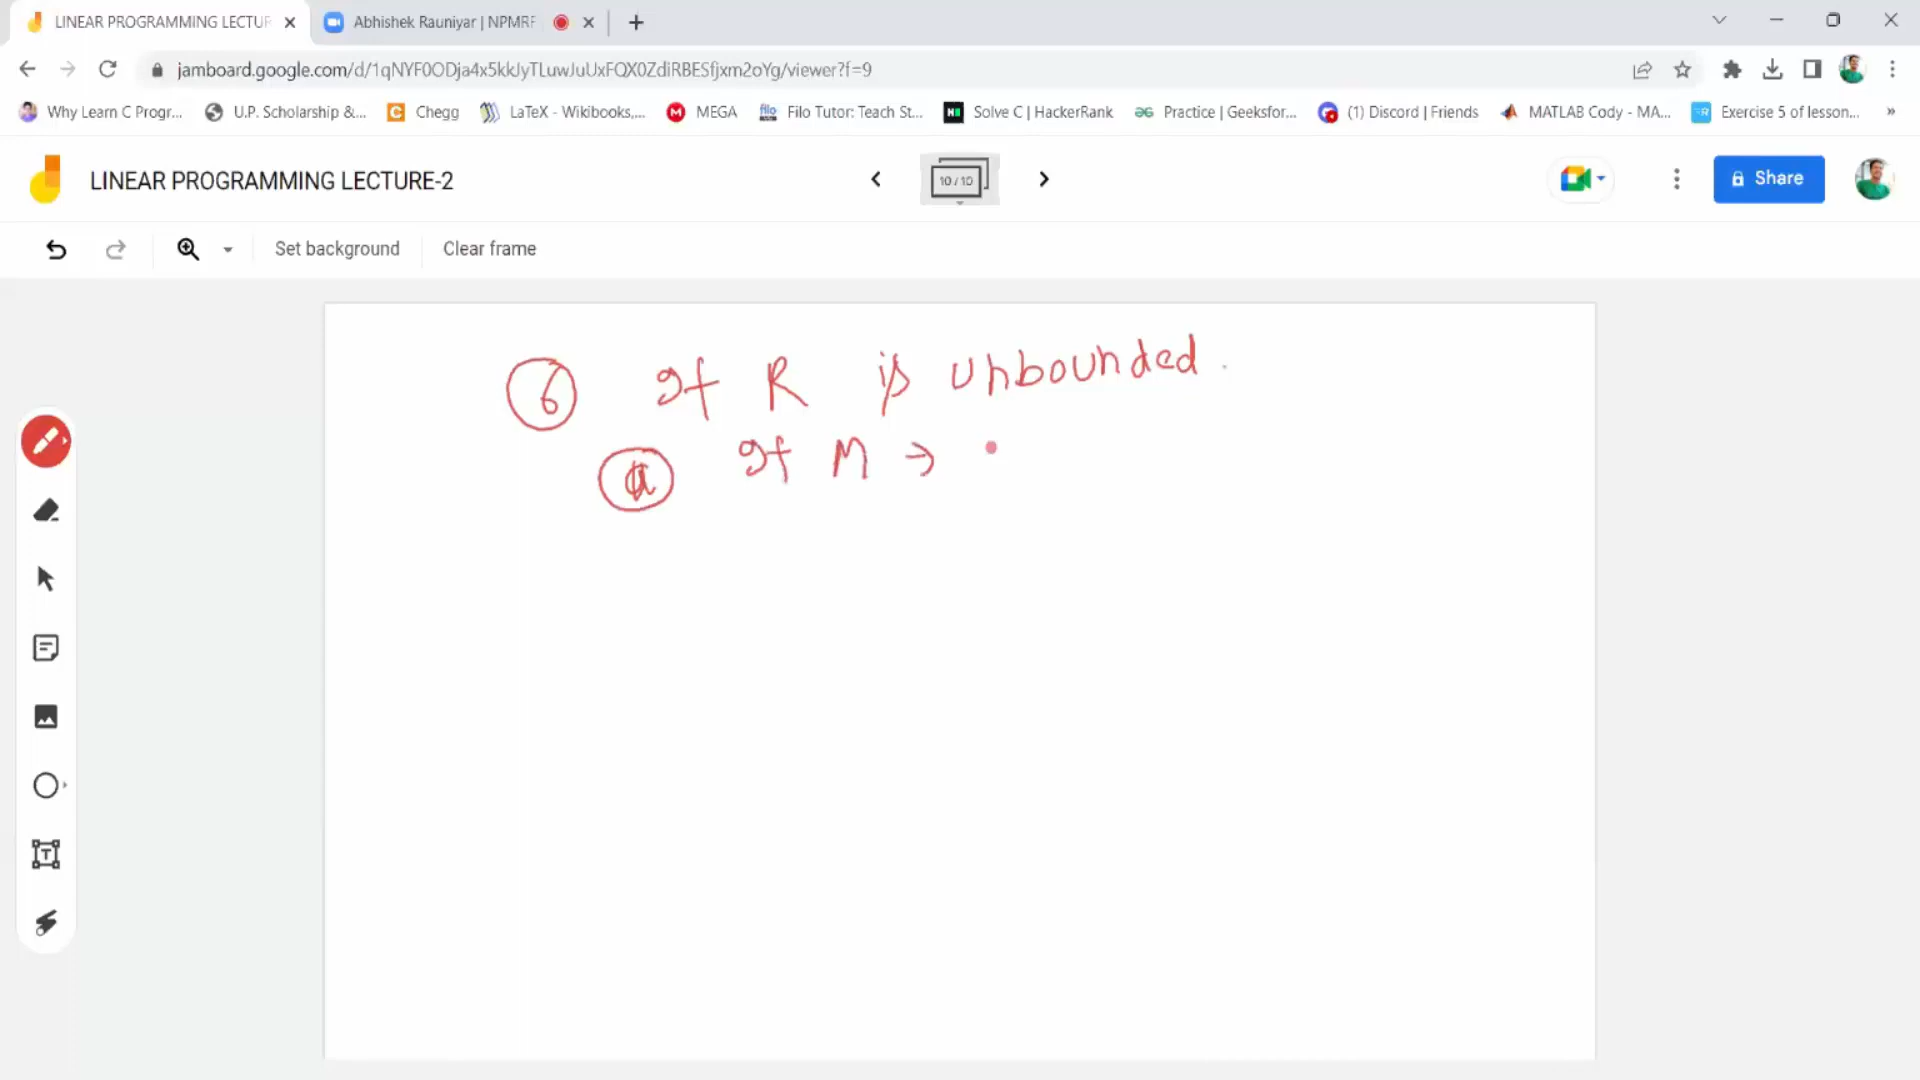 LINEAR PROGRAMMING LECTUR
Abhishek Rauniyar | NPMRF
jamboard.google.com/d/1qNYF0ODja4x5kkJyTLuwJuUxFQX0ZdiRBESfjxm2oYg/viewer?f=9
Why Learn C Progr... U.P. Scholarship &... Chegg LaTeX - Wikibooks,... MEGA Filo Tutor: Teach St... Solve C | HackerRank Practice | Geeksfor... (1) Discord | Friends MATLAB Cody - MA... Exercise 5 of lesson... »
LINEAR PROGRAMMING LECTURE-2
10 / 10
Share
Set background Clear frame
6 If R is unbounded.
a If M →